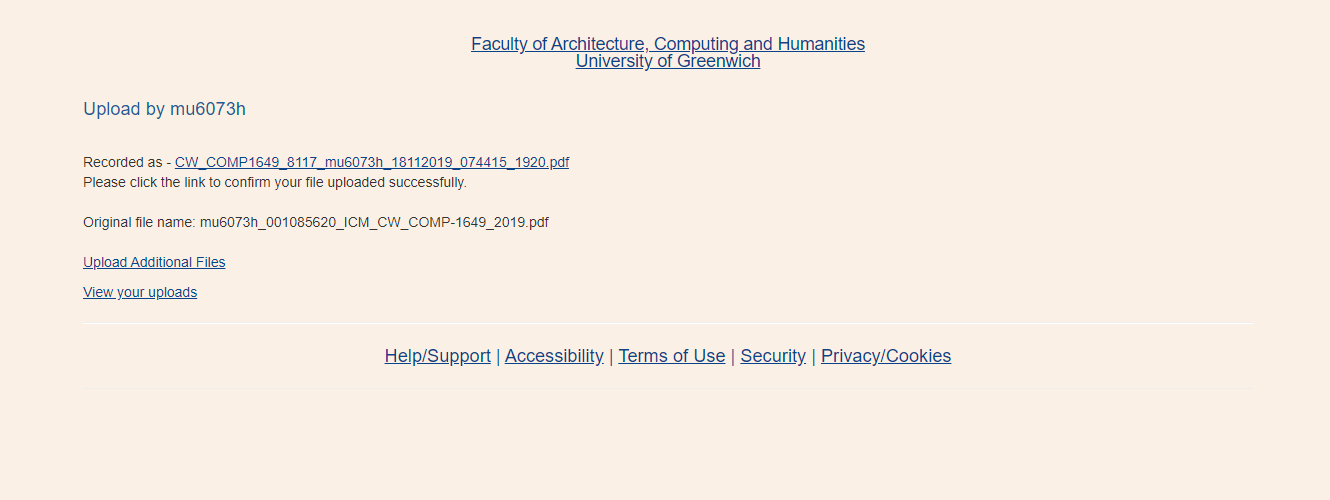 Faculty of Architecture, Computing and Humanities
University of Greenwich
Upload by mu6073h
Recorded as - CW_COMP1649_8117_mu6073h_18112019_074415_1920.pdf
Please click the link to confirm your file uploaded successfully.
Original file name: mu6073h_001085620_ICM_CW_COMP-1649_2019.pdf
Upload Additional Files
View your uploads
Help/Support | Accessibility | Terms of Use | Security | Privacy/Cookies